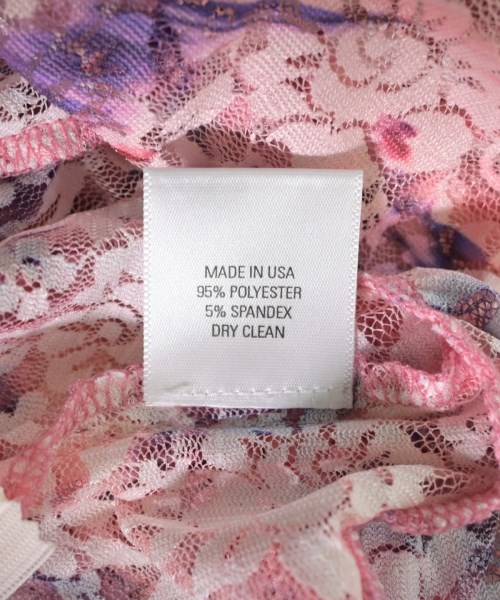 MADE IN USA
95% POLYESTER
5% SPANDEX
DRY CLEAN